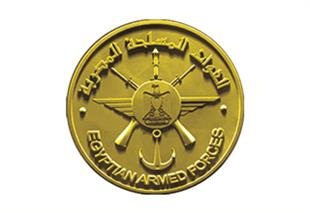 القوات المسلحة المصرية
EGYPTIAN ARMED FORCES